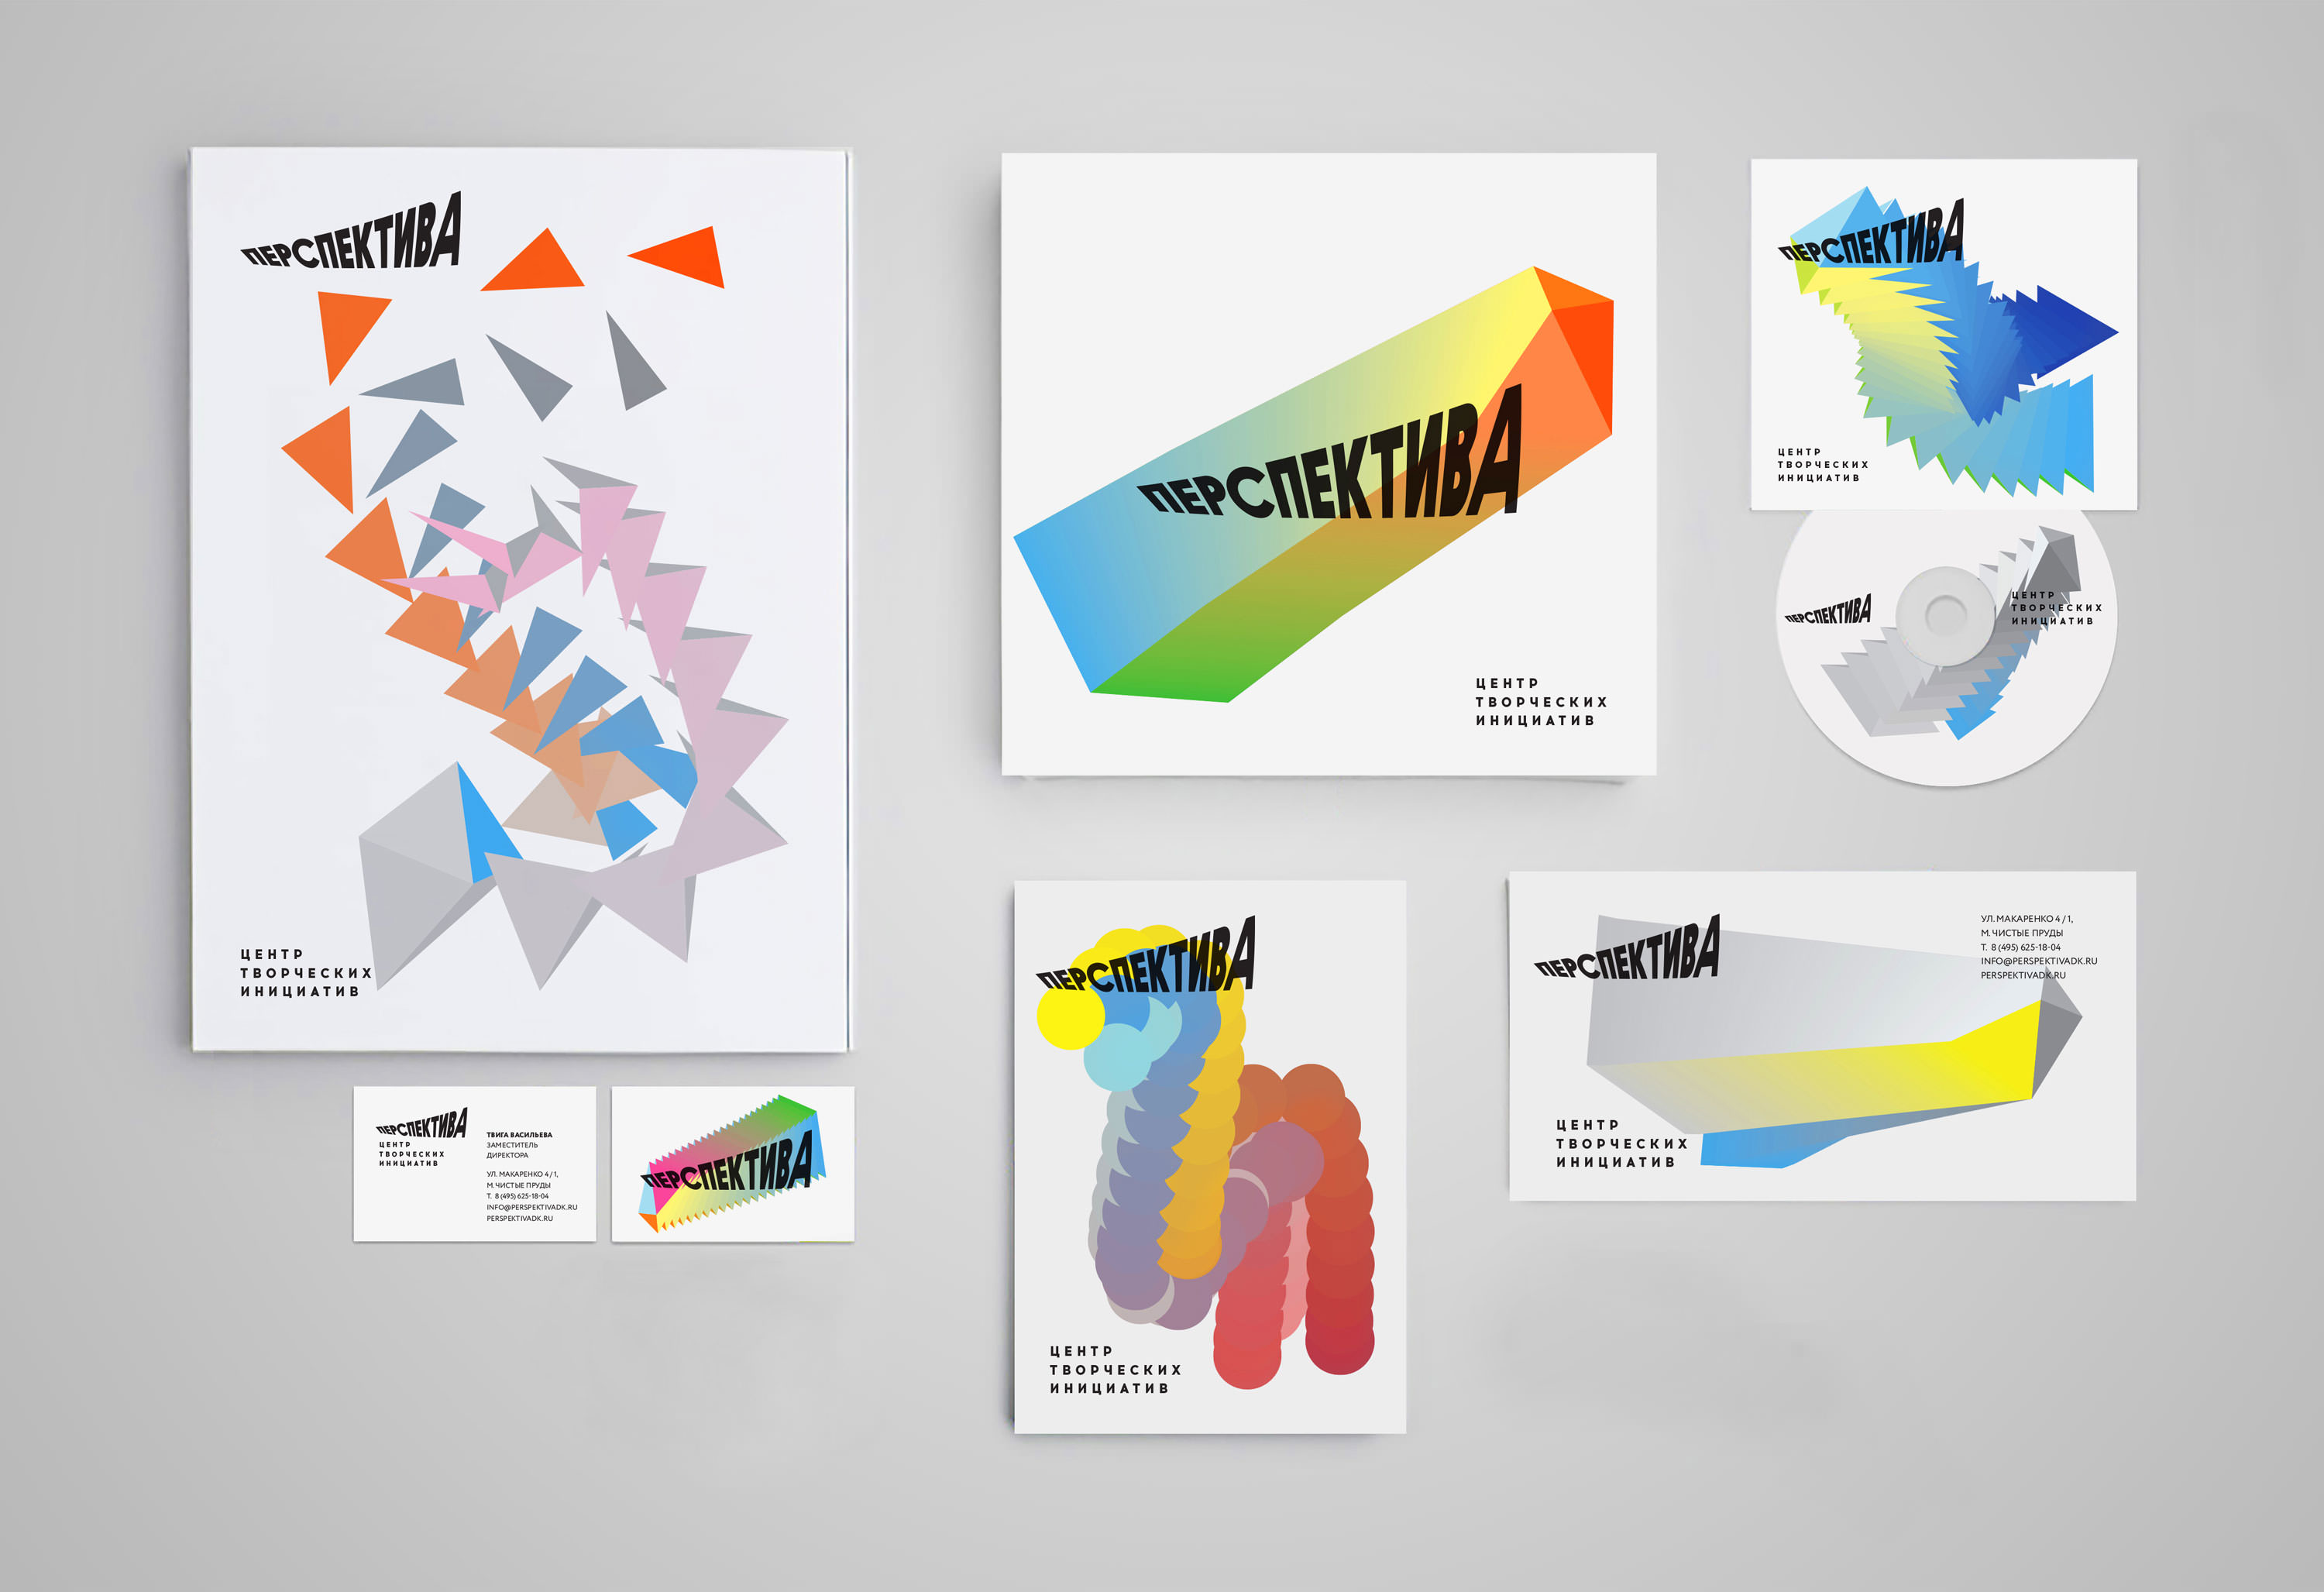 ПЕРСПЕКТИВА
ЦЕНТР
ТВОРЧЕСКИХ
ИНИЦИАТИВ
ПЕРСПЕКТИВА
ЦЕНТР
ТВОРЧЕСКИХ
ИНИЦИАТИВ
ПЕРСПЕКТИВА
ЦЕНТР
ТВОРЧЕСКИХ
ИНИЦИАТИВ
ПЕРСПЕКТИВА
ЦЕНТР
ТВОРЧЕСКИХ
ИНИЦИАТИВ
ПЕРСПЕКТИВА
ЦЕНТР
ТВОРЧЕСКИХ
ИНИЦИАТИВ
ТВИГА ВАСИЛЬЕВА
ЗАМЕСТИТЕЛЬ
ДИРЕКТОРА
УЛ. МАКАРЕНКО 4 / 1,
М. ЧИСТЫЕ ПРУДЫ
Т. 8 (495) 625-18-04
INFO@PERSPEKTIVADK.RU
PERSPEKTIVADK.RU
ПЕРСПЕКТИВА
ПЕРСПЕКТИВА
ЦЕНТР
ТВОРЧЕСКИХ
ИНИЦИАТИВ
ПЕРСПЕКТИВА
УЛ. МАКАРЕНКО 4 / 1,
М. ЧИСТЫЕ ПРУДЫ
Т. 8 (495) 625-18-04
INFO@PERSPEKTIVADK.RU
PERSPEKTIVADK.RU
ЦЕНТР
ТВОРЧЕСКИХ
ИНИЦИАТИВ